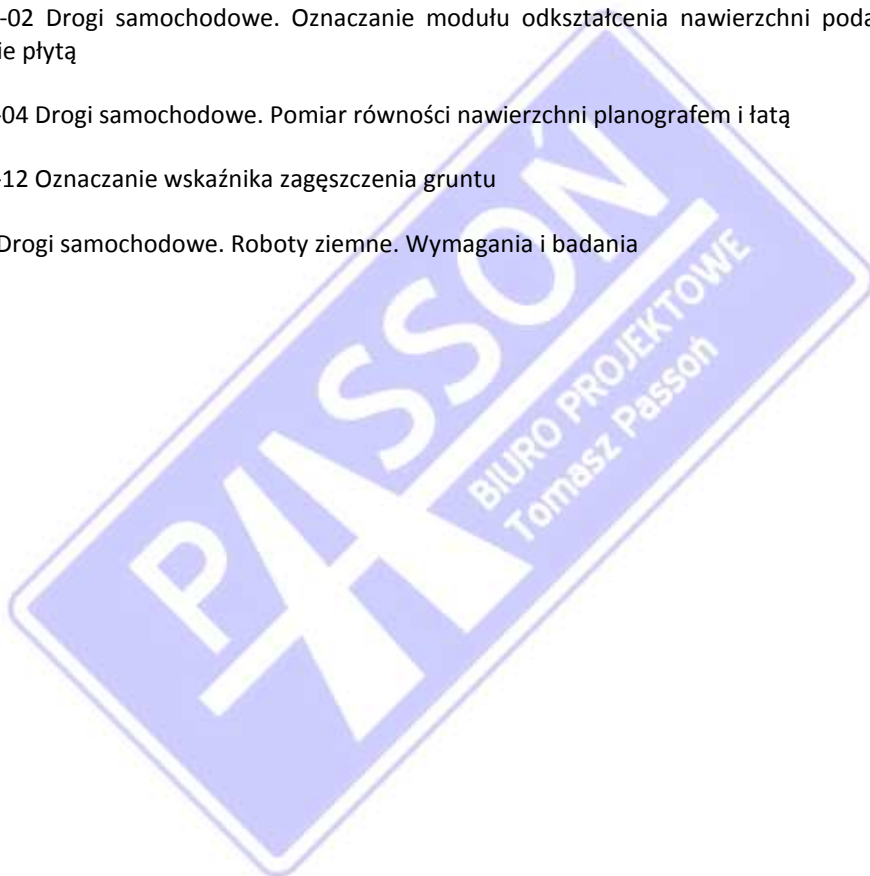 -02 Drogi samochodowe. Oznaczanie modułu odkształcenia nawierzchni poda
ie płytą
-04 Drogi samochodowe. Pomiar równości nawierzchni planografem i łatą
-12 Oznaczanie wskaźnika zagęszczenia gruntu
Drogi samochodowe. Roboty ziemne. Wymagania i badania
PASSOŃ
BIURO PROJEKTOWE
Tomasz Passoń